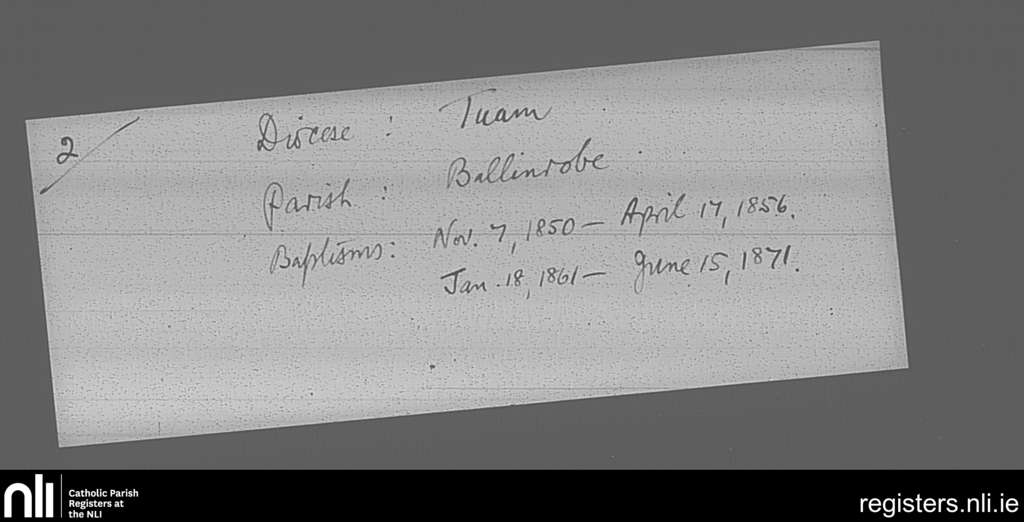 2/
Diocese : Tuam
Parish : Ballinrobe
Baptisms: Nov. 7, 1850 – April 17, 1856.
Jan. 18, 1861 – June 15, 1871.
nli
Catholic Parish
Registers at
the NLI
registers.nli.ie